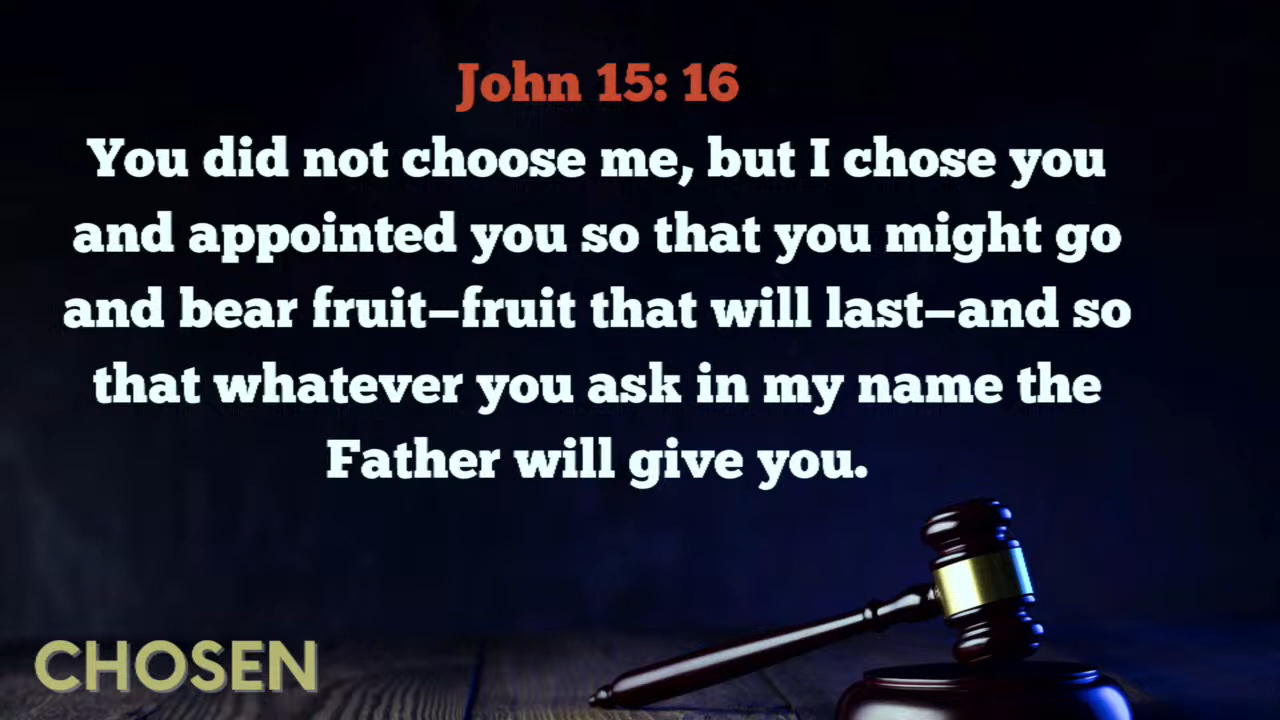 John 15: 16
You did not choose me, but I chose you
and appointed you so that you might go
and bear fruit—fruit that will last—and so
that whatever you ask in my name the
Father will give you.
CHOSEN